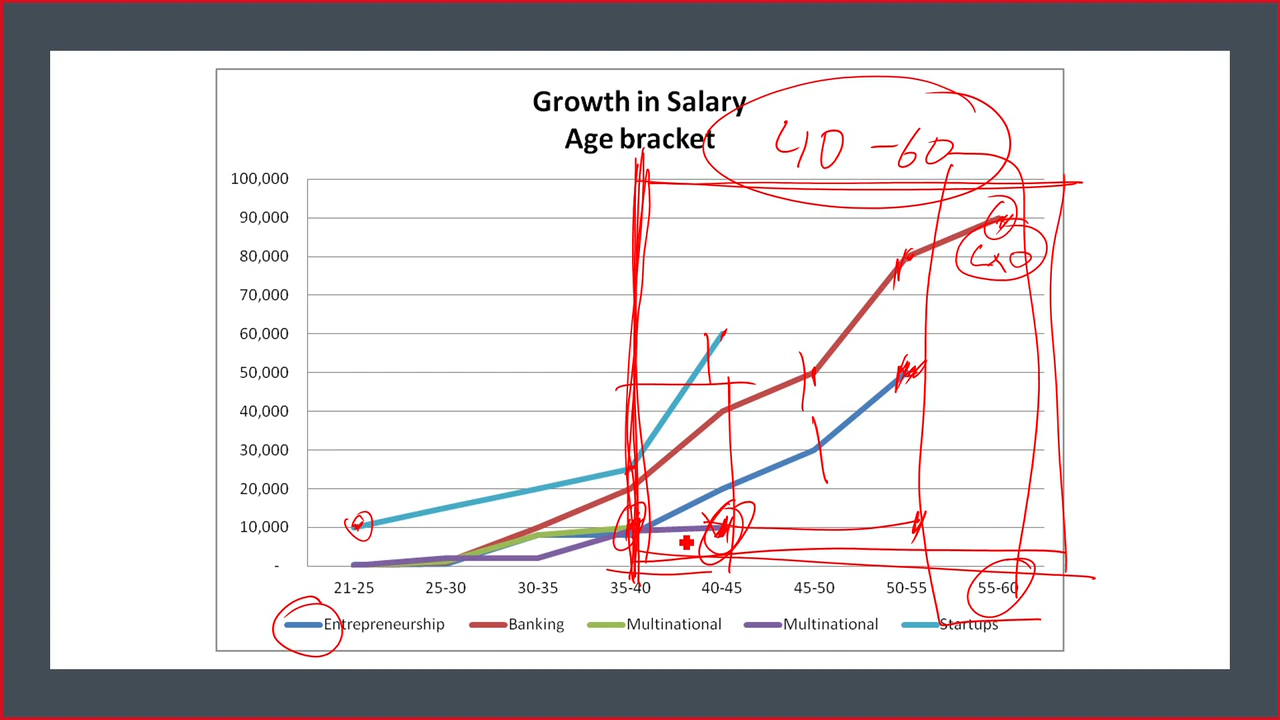 Growth in Salary
Age bracket
40-60
100,000
90,000
80,000
70,000
60,000
50,000
40,000
30,000
20,000
10,000
-
CXO
21-25 25-30 30-35 35-40 40-45 45-50 50-55 55-60
Entrepreneurship Banking Multinational Multinational Startups